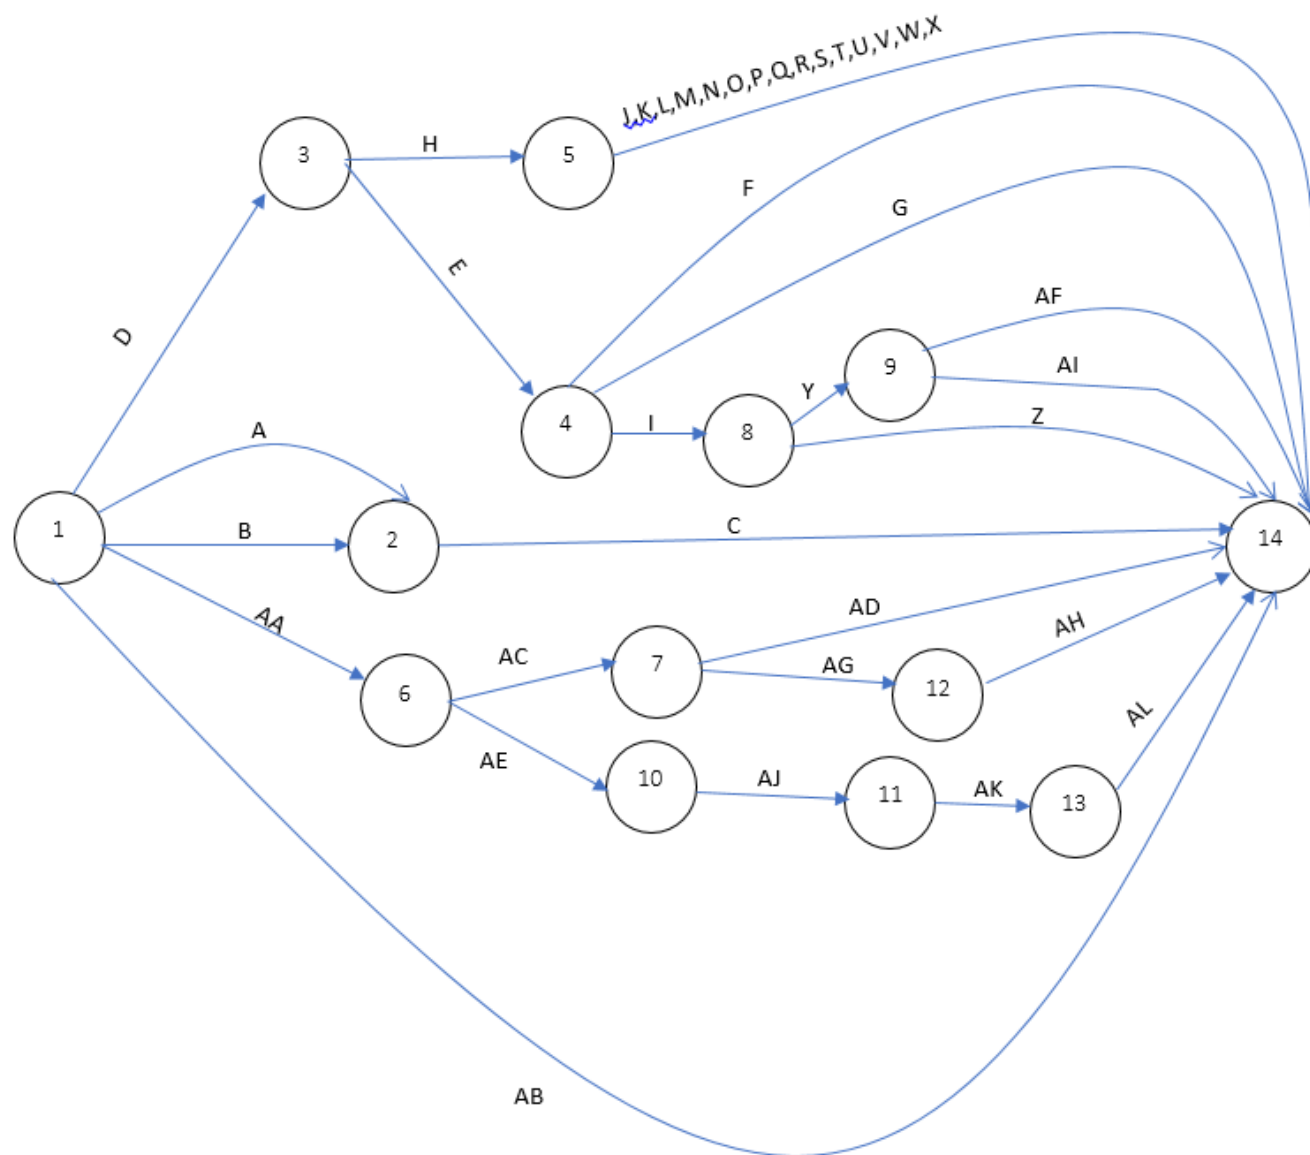 J,K,L,M,N,O,P,Q,R,S,T,U,V,W,X
3
H
5
F
G
E
AF
D
9
AI
Y
Z
A
4
I
8
1
B
2
C
14
AA
AD
AH
AC
7
AG
12
6
AE
AL
10
AJ
11
AK
13
AB